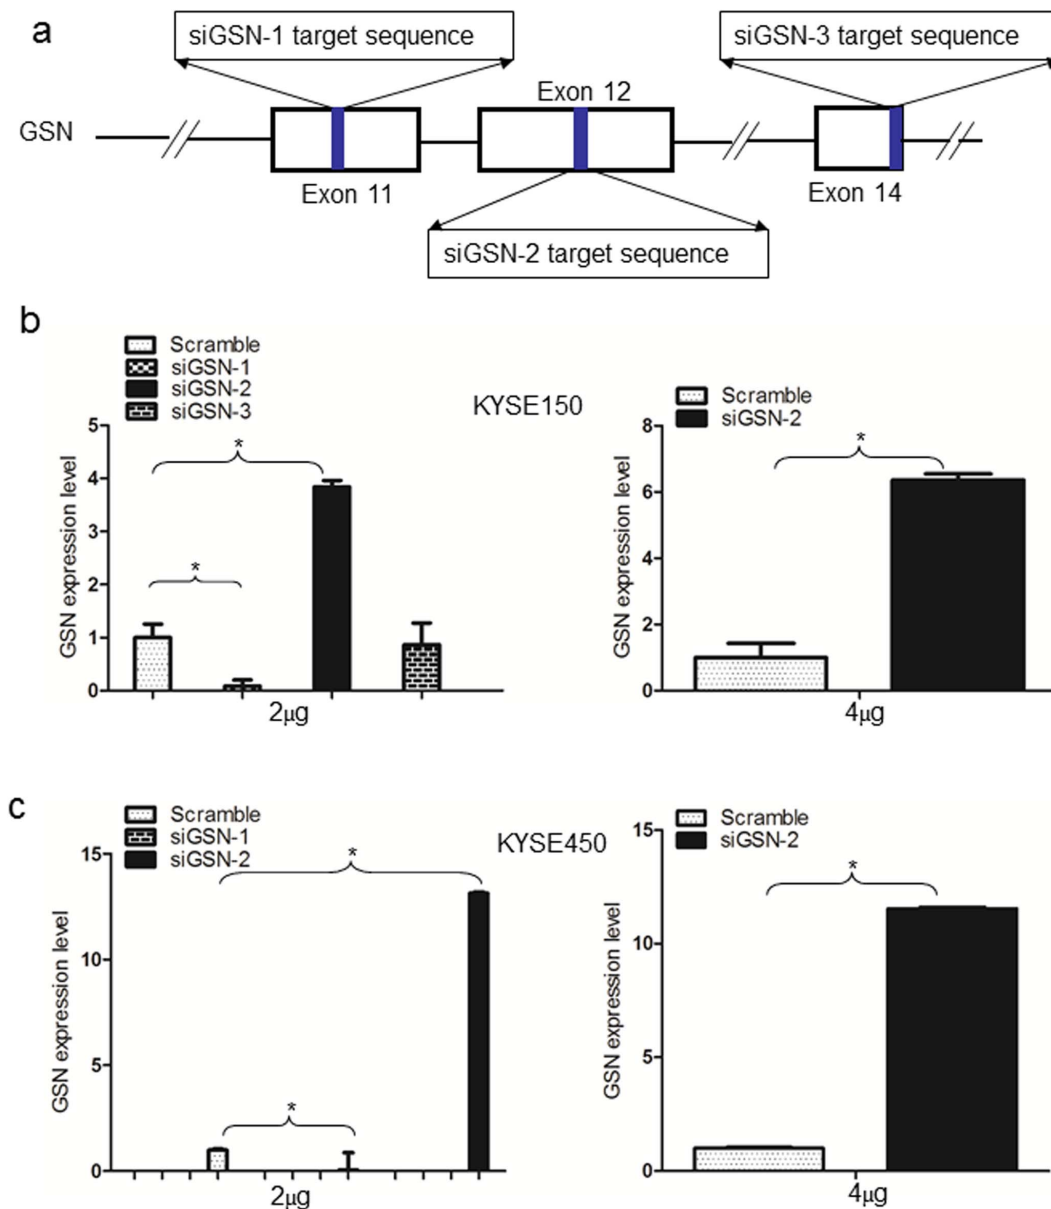 a
siGSN-1 target sequence
siGSN-3 target sequence
Exon 12
GSN
Exon 11
Exon 14
siGSN-2 target sequence
b
Scramble
siGSN-1
siGSN-2
siGSN-3
KYSE150
Scramble
siGSN-2
GSN expression level
5
4
3
2
1
0
*
*
2µg
GSN expression level
8
6
4
2
0
*
4µg
c
Scramble
siGSN-1
siGSN-2
KYSE450
Scramble
siGSN-2
GSN expression level
15
10
5
0
*
*
2µg
GSN expression level
15
10
5
0
*
4µg